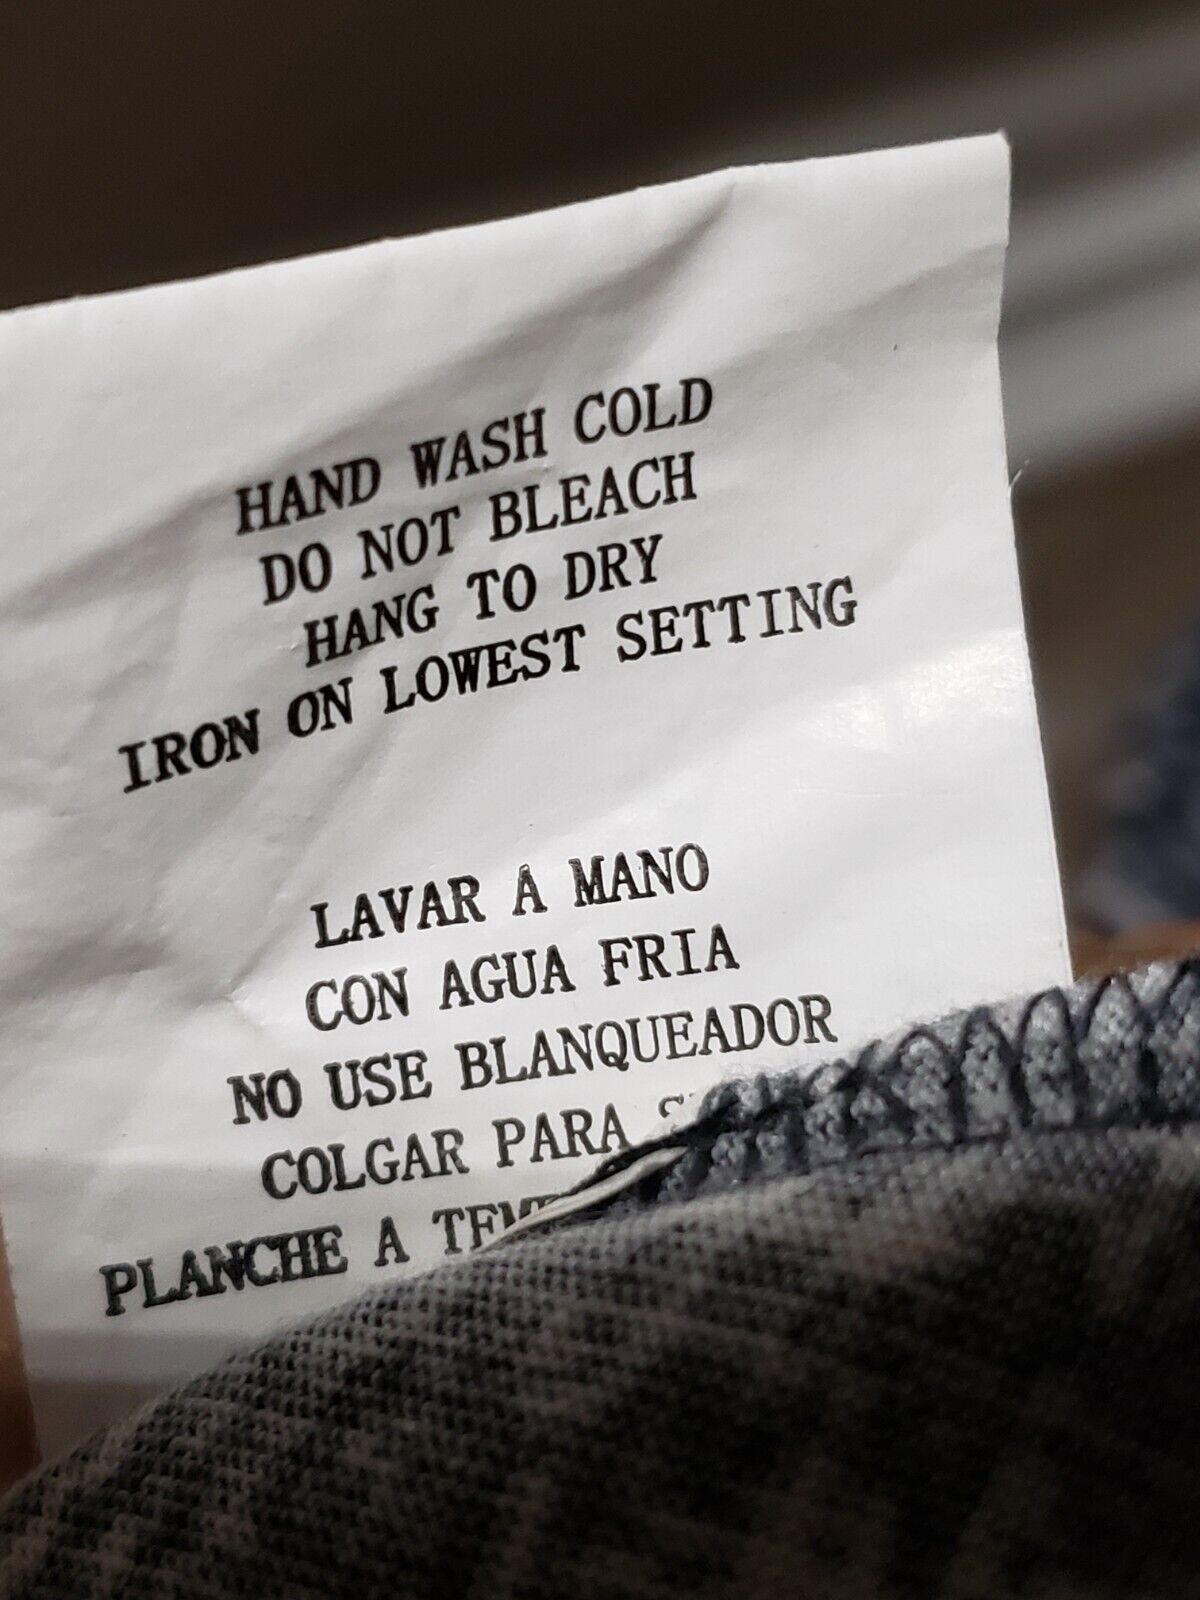 HAND WASH COLD
DO NOT BLEACH
HANG TO DRY
IRON ON LOWEST SETTING
LAVAR A MANO
CON AGUA FRIA
NO USE BLANQUEADOR
COLGAR PARA
PLANCHE A